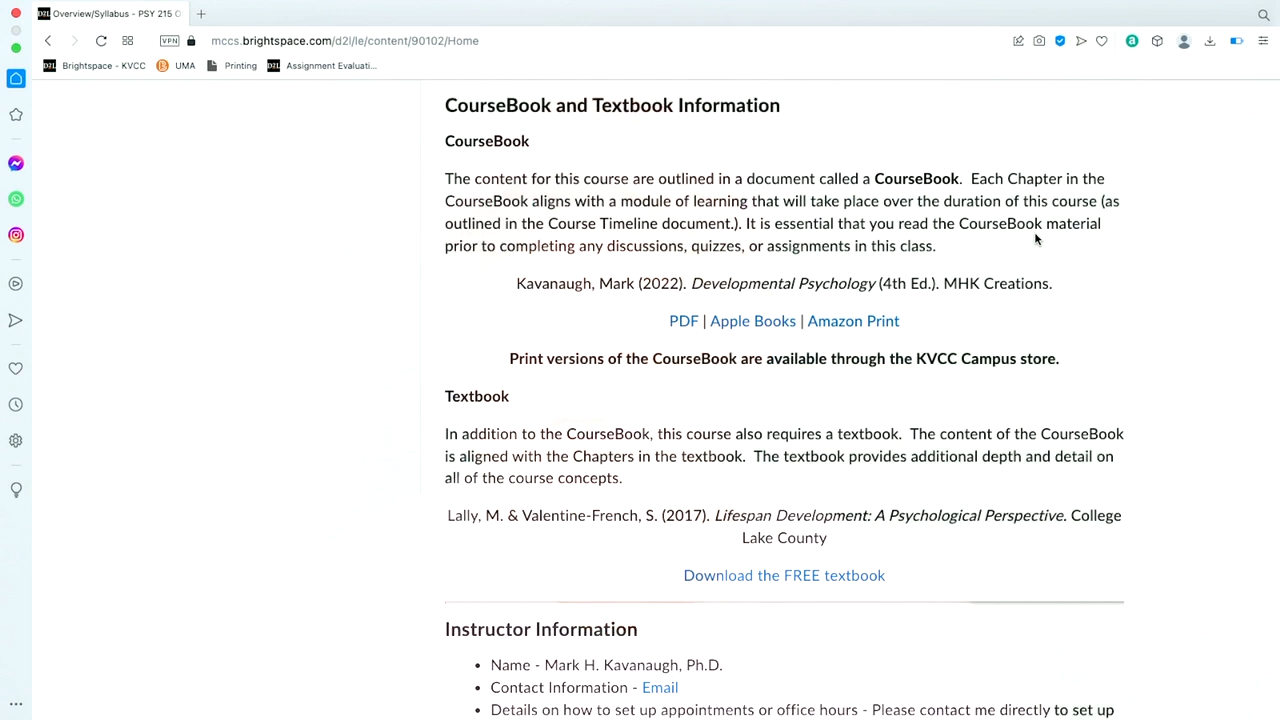 Overview/Syllabus - PSY 215 O
VPN
mccs.brightspace.com/d2l/le/content/90102/Home
D2L Brightspace - KVCC
UMA
Printing
D2L Assignment Evaluati...
CourseBook and Textbook Information
CourseBook
The content for this course are outlined in a document called a CourseBook. Each Chapter in the
CourseBook aligns with a module of learning that will take place over the duration of this course (as
outlined in the Course Timeline document.). It is essential that you read the CourseBook material
prior to completing any discussions, quizzes, or assignments in this class.
Kavanaugh, Mark (2022). Developmental Psychology (4th Ed.). MHK Creations.
PDF | Apple Books | Amazon Print
Print versions of the CourseBook are available through the KVCC Campus store.
Textbook
In addition to the CourseBook, this course also requires a textbook. The content of the CourseBook
is aligned with the Chapters in the textbook. The textbook provides additional depth and detail on
all of the course concepts.
Lally, M. & Valentine-French, S. (2017). Lifespan Development: A Psychological Perspective. College
Lake County
Download the FREE textbook
Instructor Information
• Name - Mark H. Kavanaugh, Ph.D.
• Contact Information - Email
• Details on how to set up appointments or office hours - Please contact me directly to set up